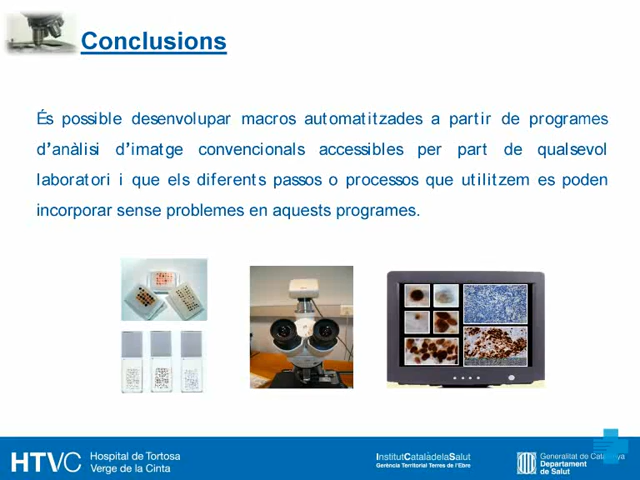 Conclusions
És possible desenvolupar macros automatitzades a partir de programes
d’anàlisi d’imatge convencionals accessibles per part de qualsevol
laboratori i que els diferents passos o processos que utilitzem es poden
incorporar sense problemes en aquests programes.
HTVC
Hospital de Tortosa
Verge de la Cinta
InstitutCatalàdelaSalut
Gerència Territorial Terres de l'Ebre
Generalitat de Catalunya
Departament
de Salut